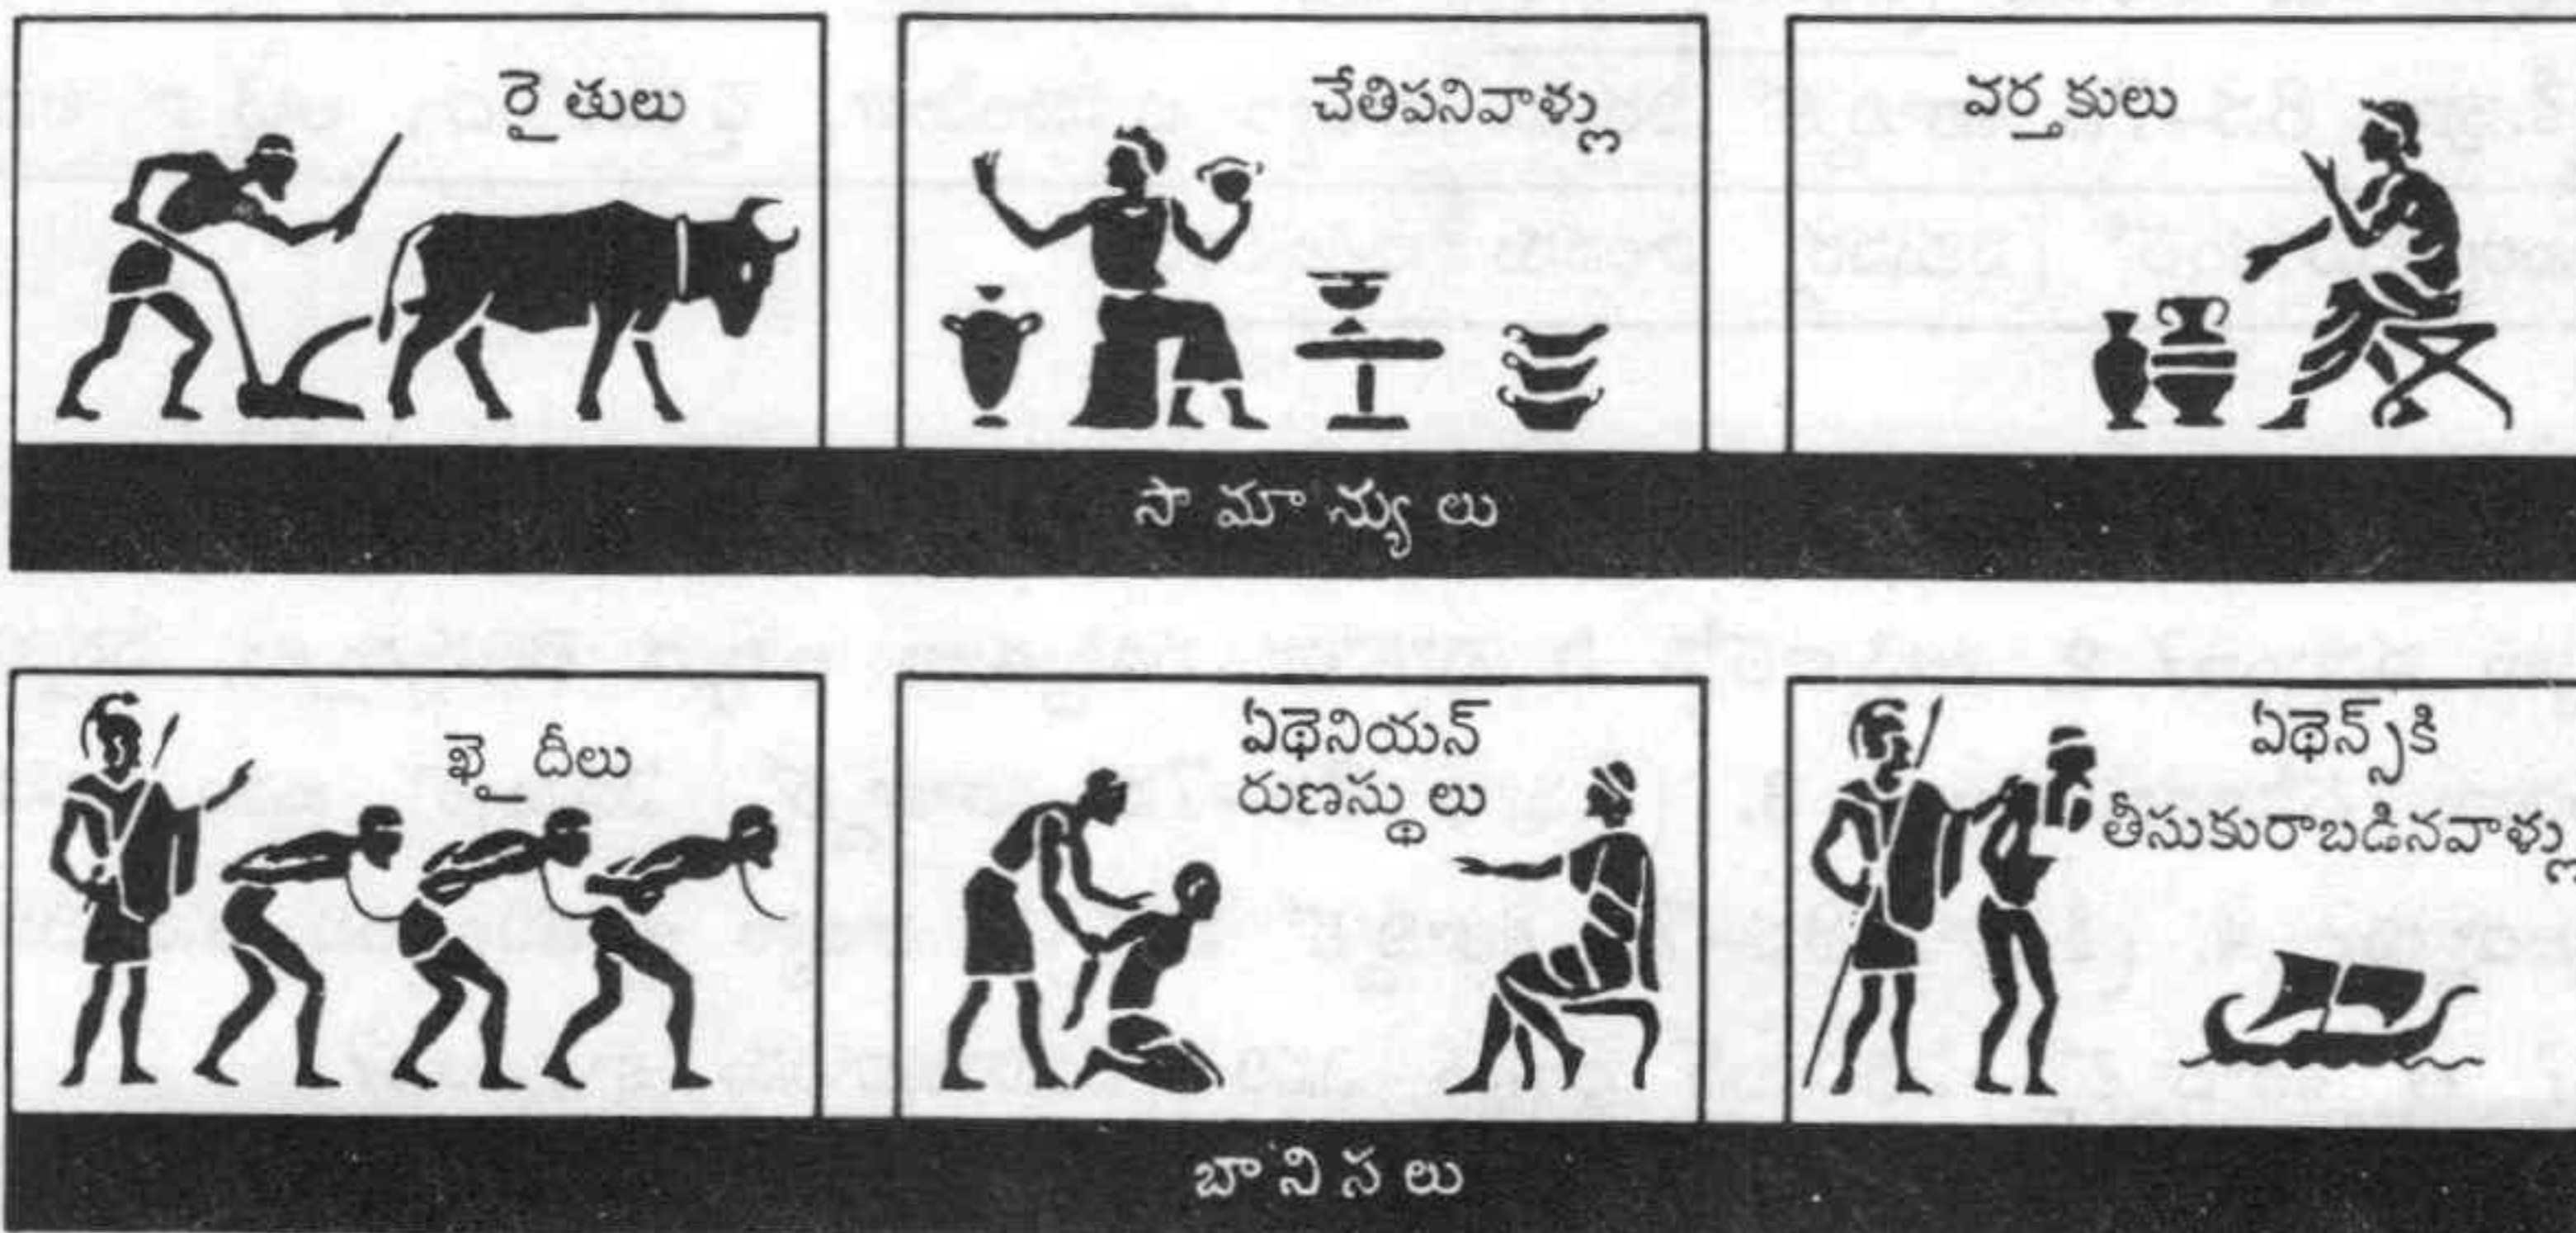 రైతులు
చేతిపనివాళ్లు
వర్తకులు
సామాన్యులు
ఖైదీలు
ఏథెనియన్
రుణస్థులు
ఏథెన్స్‌కి
తీసుకురాబడినవాళ్లు
బానిసలు